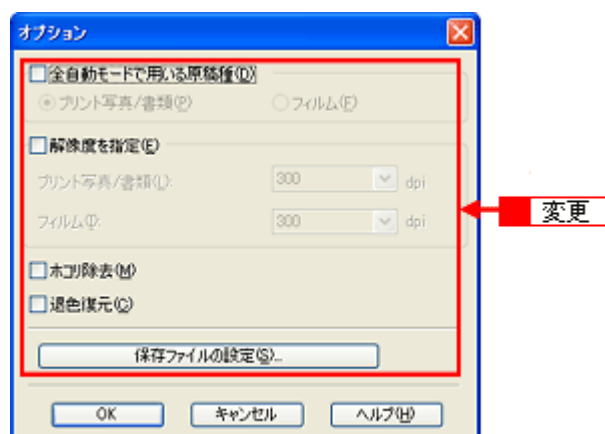 オプション
全自動モードで用いる原稿種(D)
プリント写真/書類(P) フィルム(F)
解像度を指定(E)
プリント写真/書類(L): 300 dpi
フィルム(I): 300 dpi
変更
ホコリ除去(M)
退色復元(C)
保存ファイルの設定(S)...
OK キャンセル ヘルプ(H)